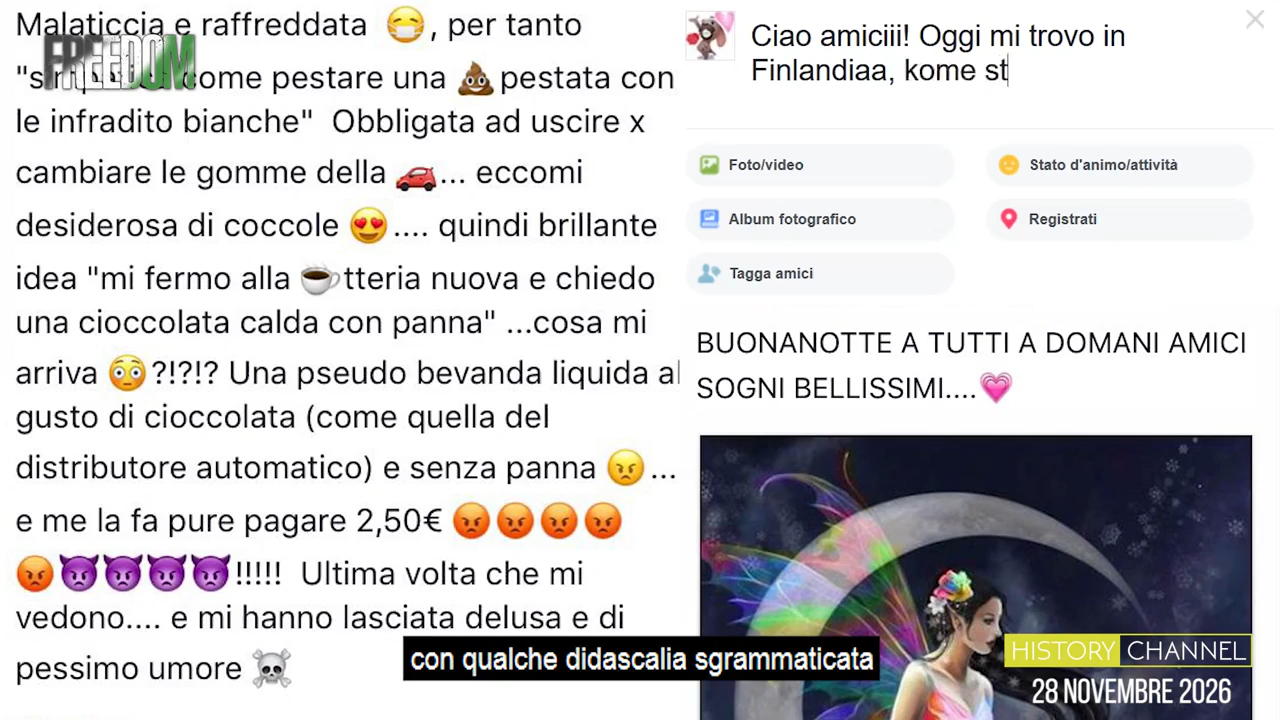 Malaticcia e raffreddata 😷, per tanto
FREEDOM
come pestare una 💩 pestata con
le infradito bianche" Obbligata ad uscire x
cambiare le gomme della 🚗... eccomi
desiderosa di coccole 😍.... quindi brillante
idea "mi fermo alla ☕tteria nuova e chiedo
una cioccolata calda con panna" ...cosa mi
arriva 😳?!?!? Una pseudo bevanda liquida al
gusto di cioccolata (come quella del
distributore automatico) e senza panna 😠...
e me la fa pure pagare 2,50€ 😡 😡 😡 😡
😡👿👿👿👿!!!!! Ultima volta che mi
vedono.... e mi hanno lasciata delusa e di
pessimo umore ☠️
Ciao amiciii! Oggi mi trovo in
Finlandiaa, kome st
Foto/video
Stato d'animo/attività
Album fotografico
Registrati
Tagga amici
BUONANOTTE A TUTTI A DOMANI AMICI
SOGNI BELLISSIMI....💗
con qualche didascalia sgrammaticata
HISTORY CHANNEL
28 NOVEMBRE 2026